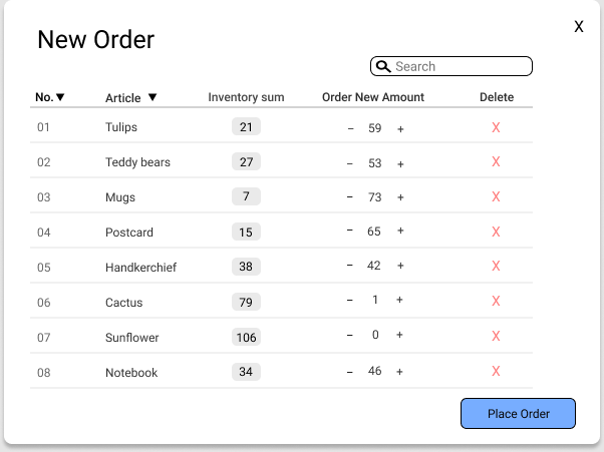 X
New Order
Search
No.▼ Article ▼ Inventory sum Order New Amount Delete
01 Tulips 21 – 59 + X
02 Teddy bears 27 – 53 + X
03 Mugs 7 – 73 + X
04 Postcard 15 – 65 + X
05 Handkerchief 38 – 42 + X
06 Cactus 79 – 1 + X
07 Sunflower 106 – 0 + X
08 Notebook 34 – 46 + X
Place Order